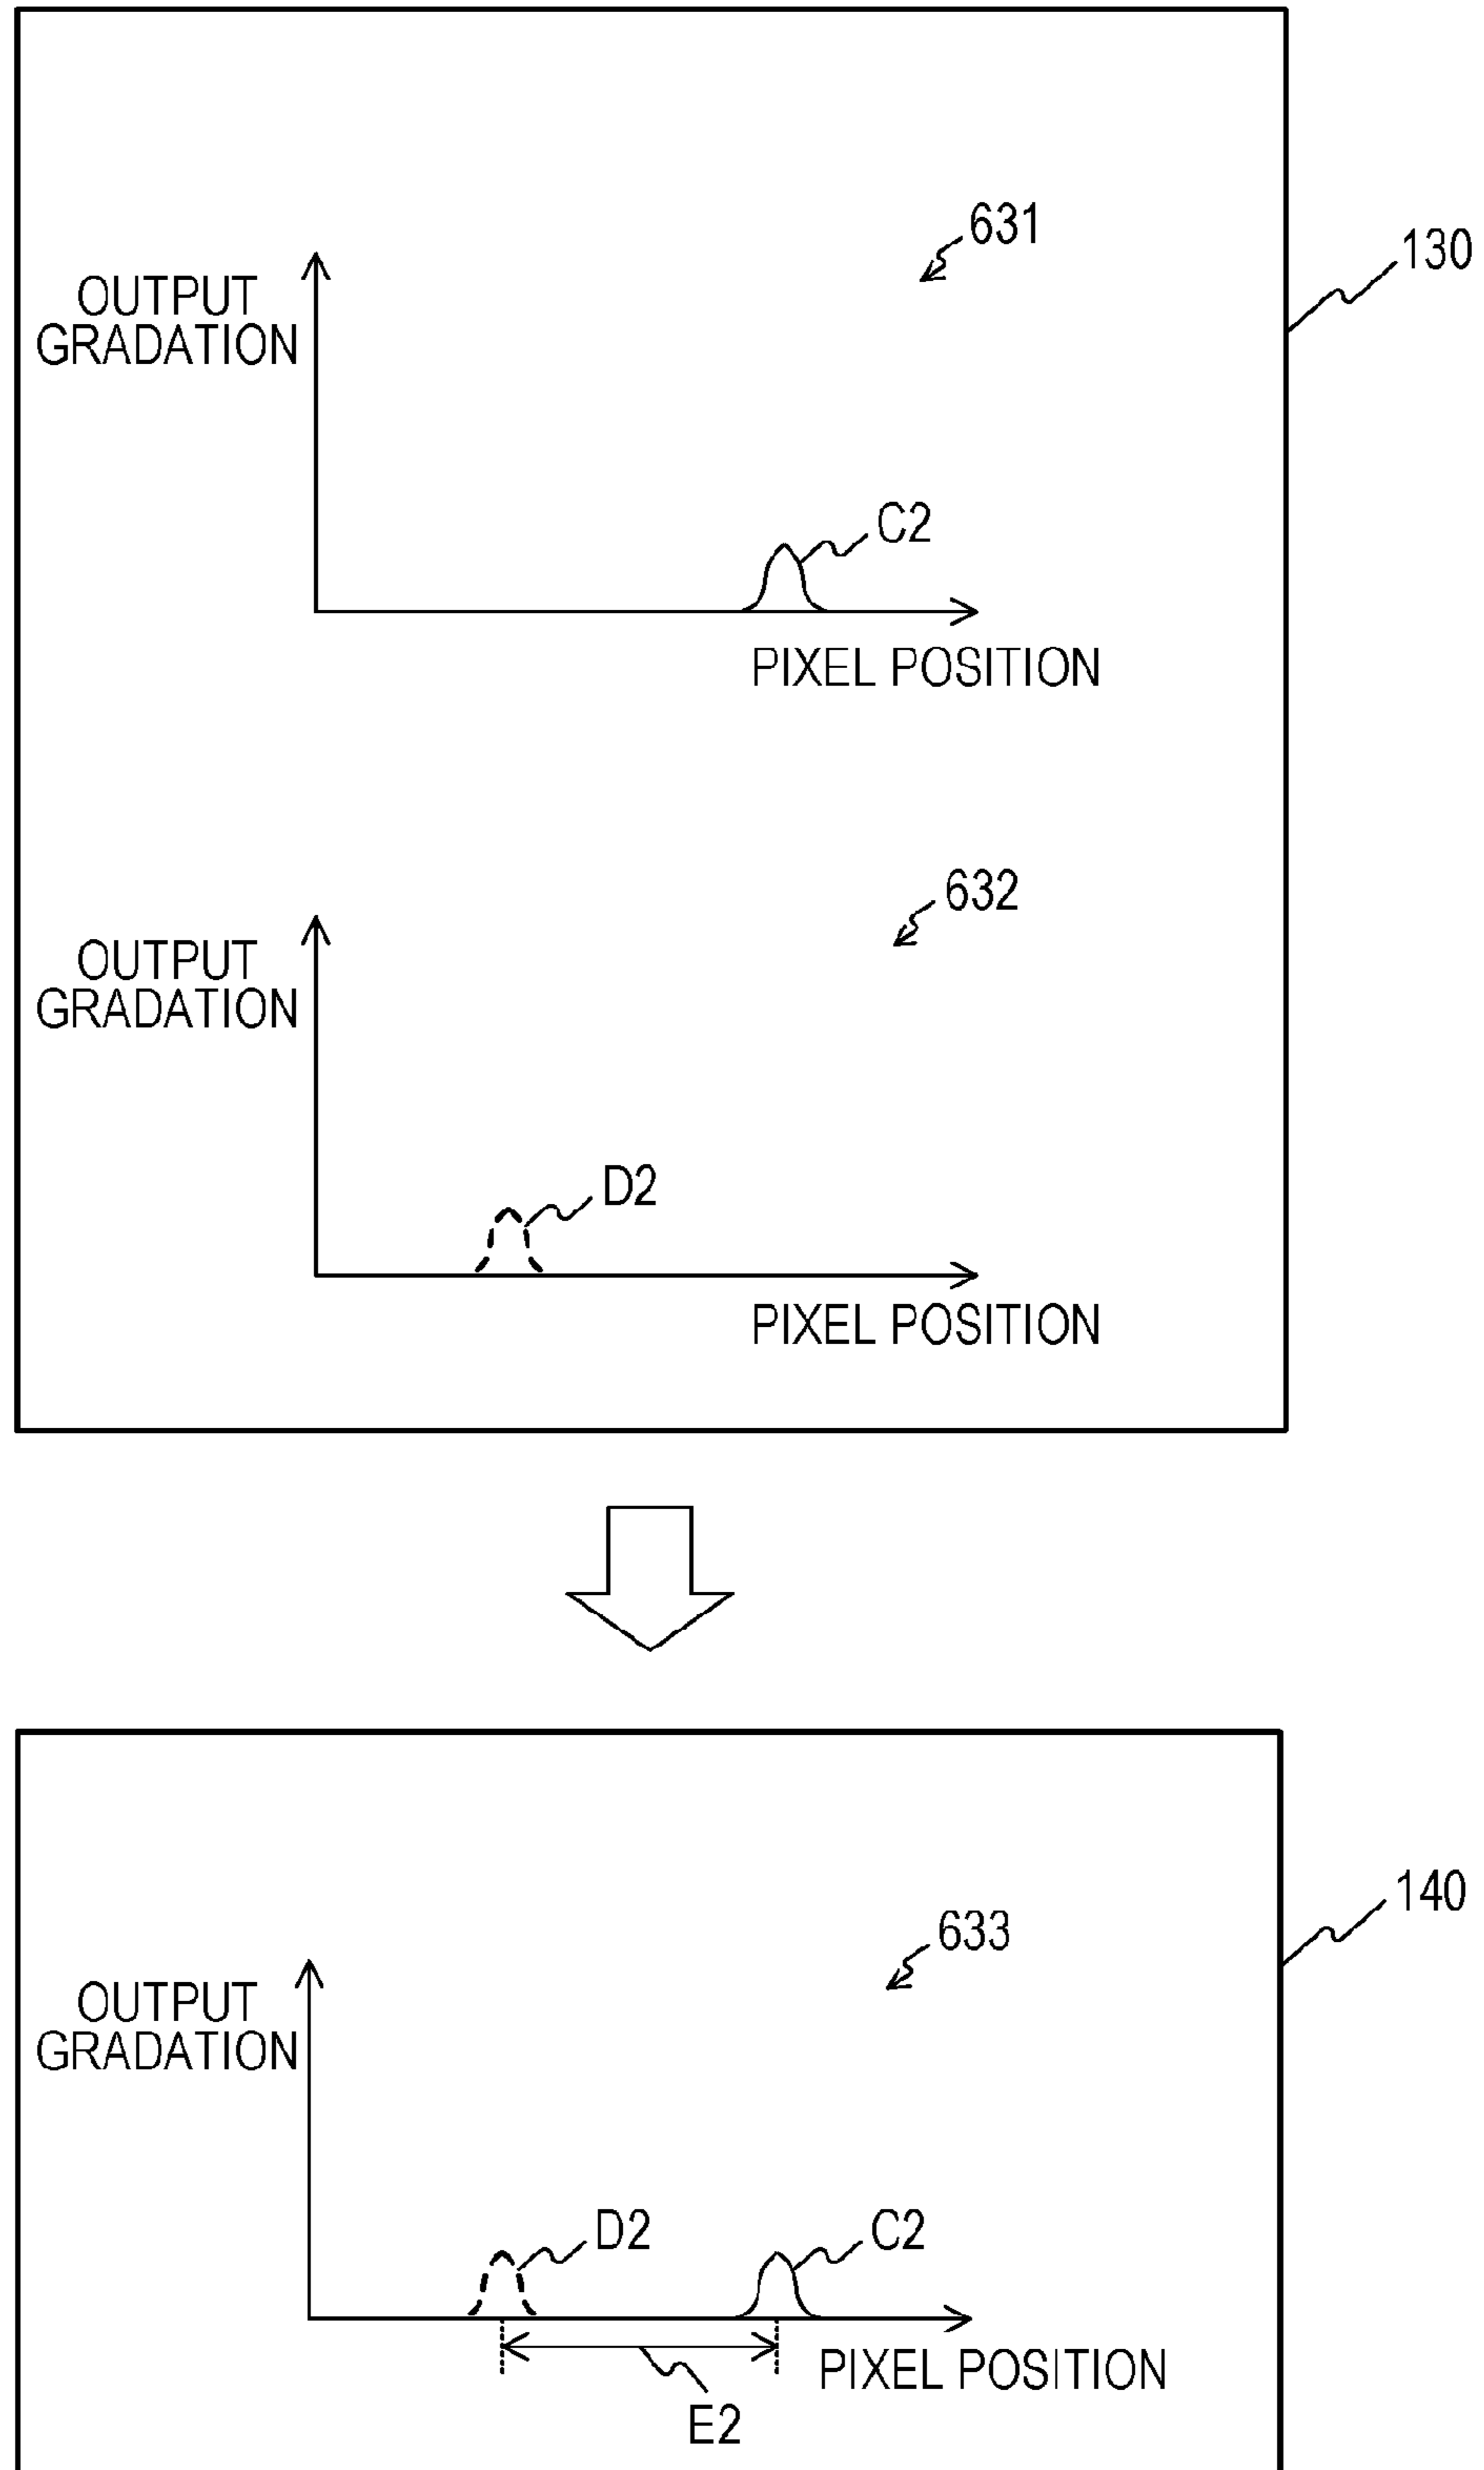 631
130
OUTPUT
GRADATION
C2
PIXEL POSITION
632
OUTPUT
GRADATION
D2
PIXEL POSITION
140
633
OUTPUT
GRADATION
D2
C2
PIXEL POSITION
E2